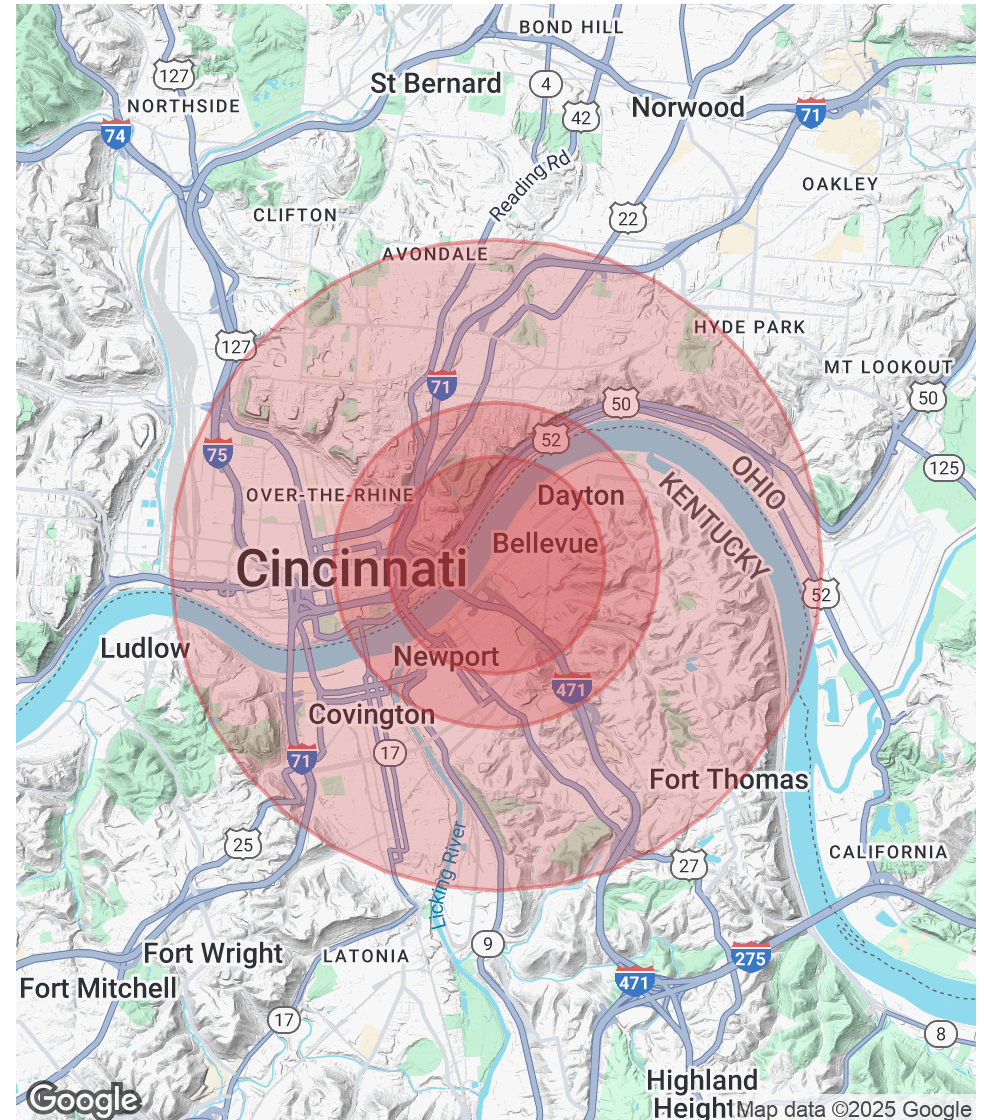 BOND HILL
127
St Bernard
4
NORTHSIDE
42
Norwood
71
74
Reading Rd
OAKLEY
CLIFTON
22
AVONDALE
HYDE PARK
127
MT LOOKOUT
71
50
50
52
75
OHIO
125
OVER-THE-RHINE
Dayton
KENTUCKY
Bellevue
Cincinnati
52
Ludlow
Newport
471
Covington
17
71
Fort Thomas
25
Licking River
27
CALIFORNIA
9
Fort Wright
LATONIA
275
471
Fort Mitchell
17
8
Highland
Height
Google
Map data ©2025 Google